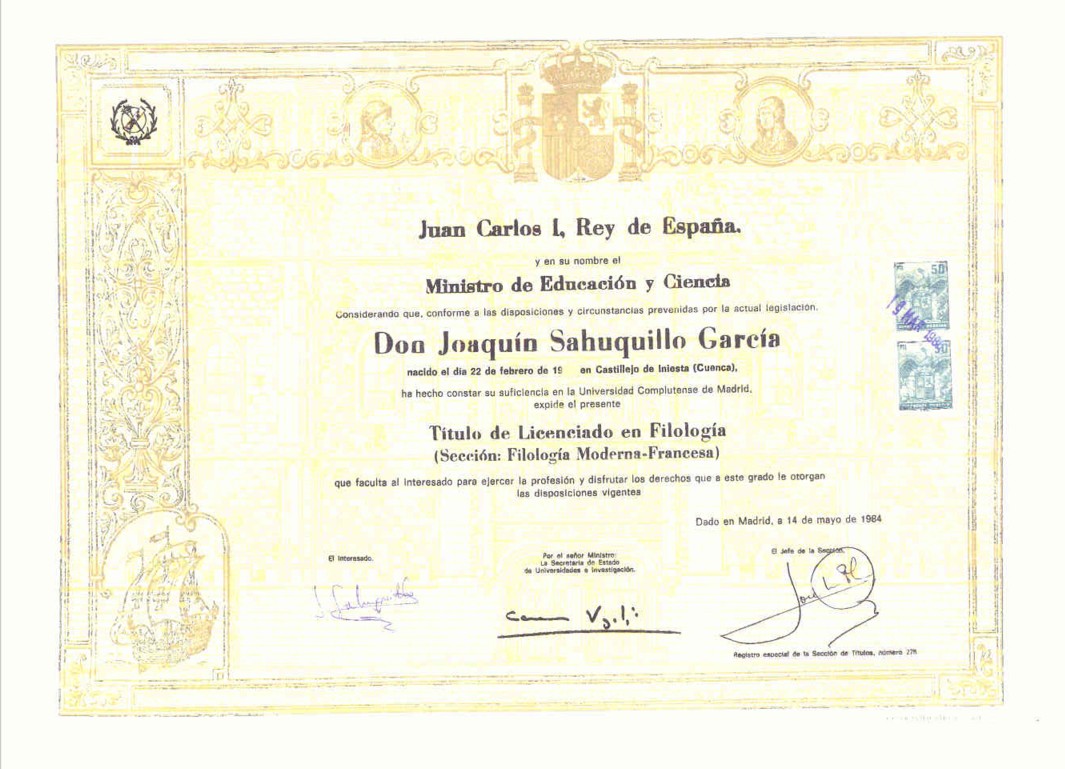 Juan Carlos I, Rey de España.
y en su nombre el
Ministro de Educación y Ciencia
Considerando que, conforme a las disposiciones y circunstancias prevenidas por la actual legislación.
Don Joaquín Sahuquillo García
nacido el día 22 de febrero de 19 en Castillejo de Iniesta (Cuenca),
ha hecho constar su suficiencia en la Universidad Complutense de Madrid,
expide el presente
Título de Licenciado en Filología
(Sección: Filología Moderna-Francesa)
que faculta al interesado para ejercer la profesión y disfrutar los derechos que a este grado le otorgan
las disposiciones vigentes
Dado en Madrid, a 14 de mayo de 1984
El Interesado.
Por el señor Ministro:
La Secretaria de Estado
de Universidades e Investigación.
El Jefe de la Sección,
Registro especial de la Sección de Títulos, número
50
50
19 MAR